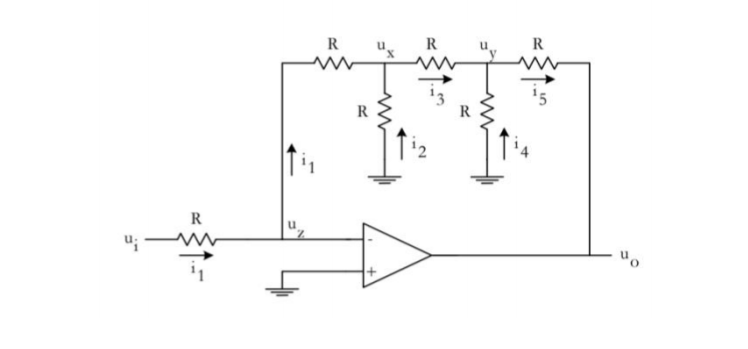 R u_x R u_y R
R i_3 R i_5
i_1 i_2 i_4
R u_z
u_i - u_o
i_1 +